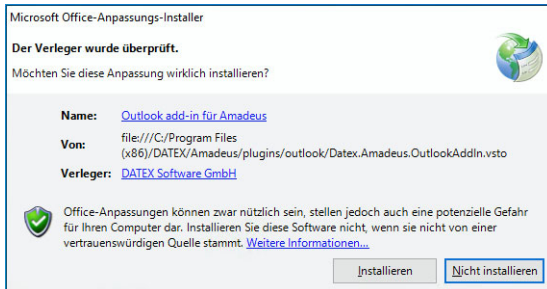 Microsoft Office-Anpassungs-Installer
Der Verleger wurde überprüft.
Möchten Sie diese Anpassung wirklich installieren?
Name: Outlook add-in für Amadeus
Von: file:///C:/Program Files
(x86)/DATEX/Amadeus/plugins/outlook/Datex.Amadeus.OutlookAddIn.vsto
Verleger: DATEX Software GmbH
Office-Anpassungen können zwar nützlich sein, stellen jedoch auch eine potenzielle Gefahr
für Ihren Computer dar. Installieren Sie diese Software nicht, wenn sie nicht von einer
vertrauenswürdigen Quelle stammt. Weitere Informationen...
Installieren Nicht installieren